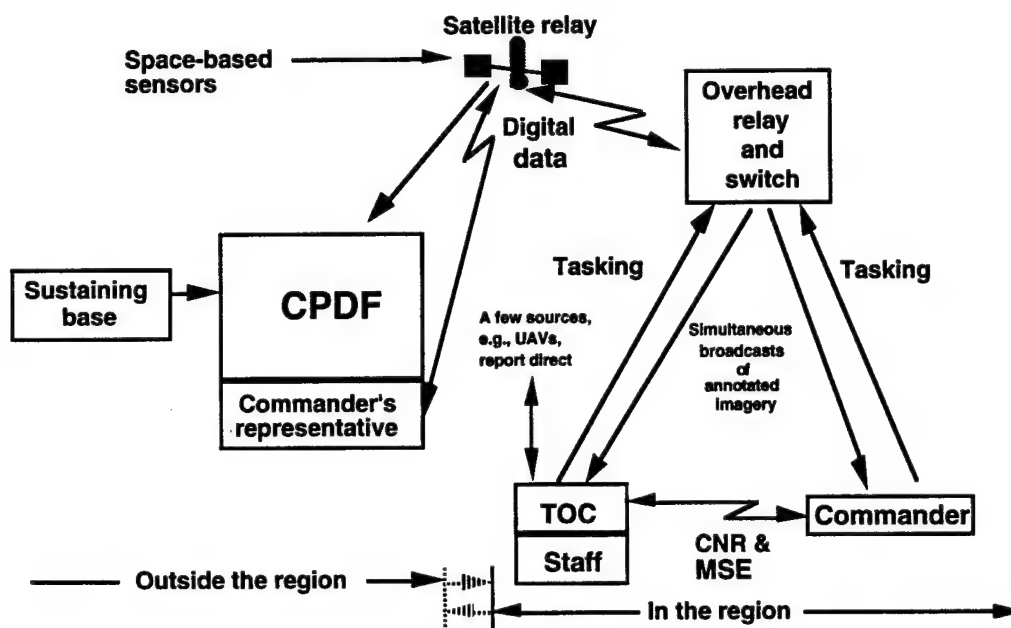 Satellite relay
Space-based
sensors
Overhead
relay
and
switch
Digital
data
Tasking
Tasking
Sustaining
base
CPDF
A few sources,
e.g., UAVs,
report direct
Simultaneous
broadcasts
of
annotated
imagery
Commander's
representative
TOC
Staff
Commander
CNR &
MSE
Outside the region
In the region